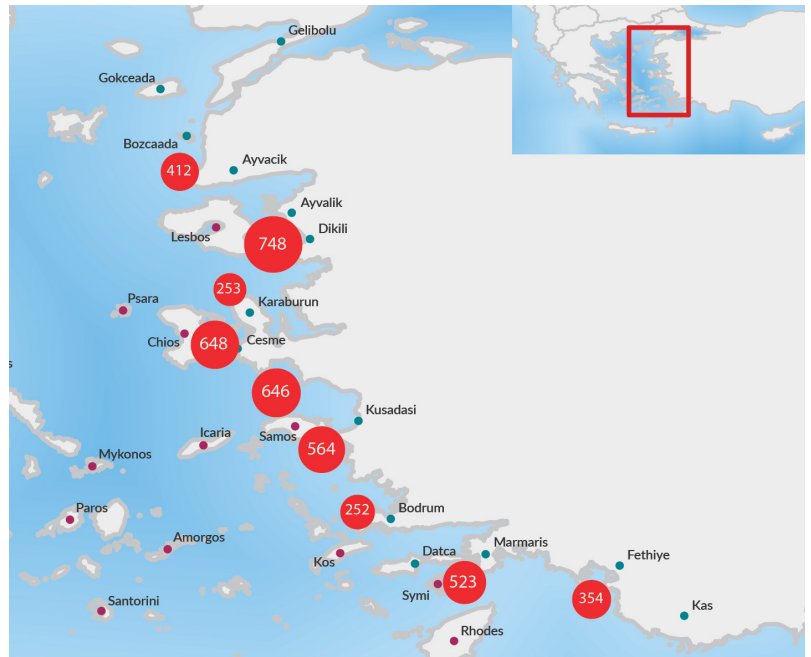 Gelibolu
Gokceada
Bozcaada
412
Ayvacik
Ayvalik
Lesbos
Dikili
748
253
Psara
Karaburun
Chios
648
Cesme
s
646
Kusadasi
Icaria
Samos
564
Mykonos
Paros
252
Bodrum
Amorgos
Marmaris
Kos
Datca
Fethiye
523
Symi
354
Santorini
Kas
Rhodes